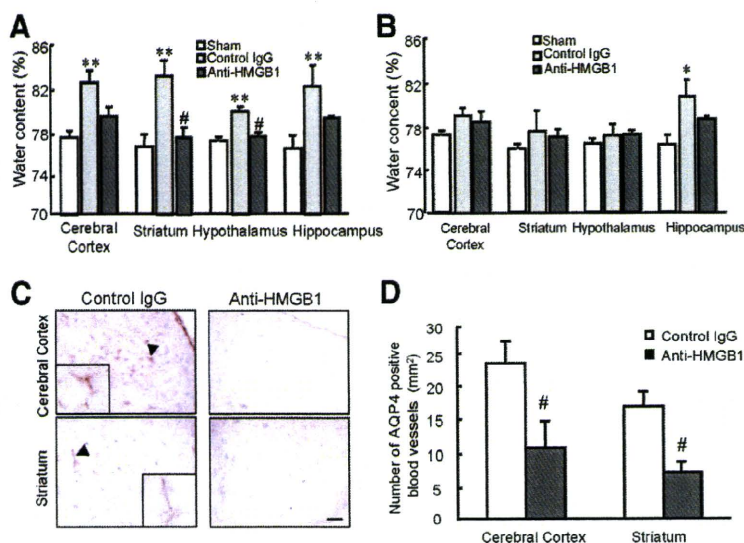 A
Sham
Control IgG
Anti-HMGB1
Water content (%)
86
82
78
74
70
** ** ** **
# #
Cerebral Cortex
Striatum
Hypothalamus
Hippocampus
B
Sham
Control IgG
Anti-HMGB1
Water concent (%)
86
82
78
74
70
*
Cerebral Cortex
Striatum
Hypothalamus
Hippocampus
C
Control IgG
Anti-HMGB1
Cerebral Cortex
Striatum
D
Control IgG
Anti-HMGB1
Number of AQP4 positive
blood vessels (mm²)
30
25
20
15
10
5
0
#
#
Cerebral Cortex
Striatum